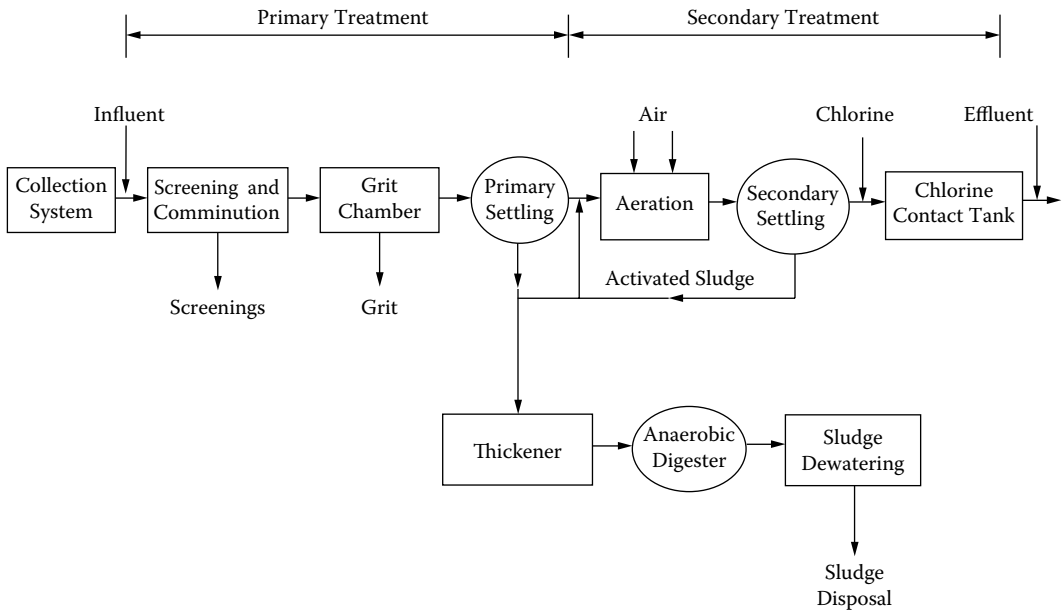 Primary Treatment
Secondary Treatment
Influent
Air
Chlorine
Effluent
Collection
System
Screening and
Comminution
Grit
Chamber
Primary
Settling
Aeration
Secondary
Settling
Chlorine
Contact Tank
Activated Sludge
Screenings
Grit
Thickener
Anaerobic
Digester
Sludge
Dewatering
Sludge
Disposal